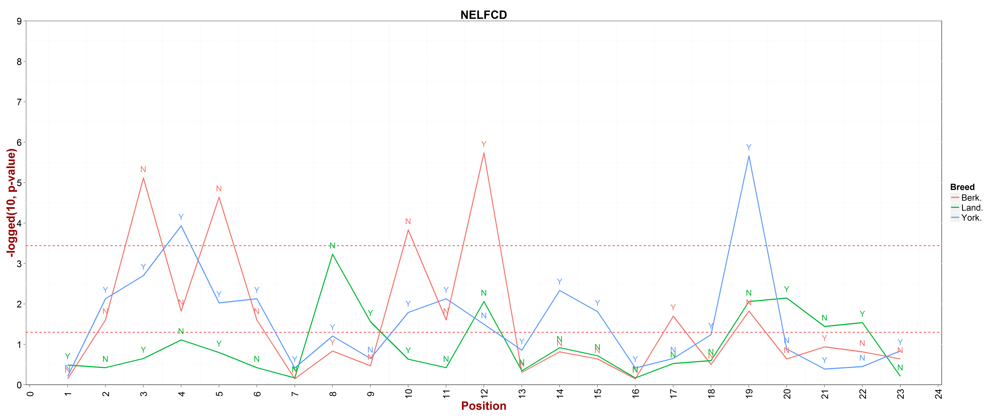 NELFCD
9
8
7
6
5
4
3
2
1
0
-logged(10, p-value)
Y N N
Y N N
N Y Y
Y N N
N Y Y
Y N N
Y N
N Y Y
Y N N
N Y Y
Y N N
Y N N
Y N N
Y N N
Y N N
Y N
Y N N
Y N N
Y N N
Y N N
N Y Y
Y N N
Y N N
0 1 2 3 4 5 6 7 8 9 10 11 12 13 14 15 16 17 18 19 20 21 22 23 24
Position
Breed
Berk.
Land.
York.